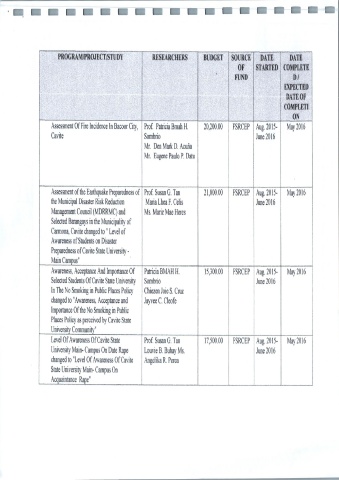 PROGRAM/PROJECT/STUDY RESEARCHERS BUDGET SOURCE OF FUND DATE STARTED DATE COMPLETED/ EXPECTED DATE OF COMPLETION
Assessment Of Fire Incidence In Bacoor City, Prof. Patricia Bmah H. 20,200.00 FSRCEP Aug. 2015- May 2016
Cavite Sambrio June 2016
Mr. Den Mark D.
Mr. Eugene Paulo P. Datu
Assessment of the Earthquake Preparedness of Prof. Susan G. Tan 21,000.00 FSRCEP Aug. 2015- May 2016
the Municipal Disaster Risk Reduction Maria Lhea F. Celis June 2016
Management Council (MDRRMC) and Ms. Marie Mae Heren
Selected Barangays in the Municipality of
Carmona, Cavite changed to " Level of
Awareness of Students on Disaster
Preparedness of Cavite State University -
Main Campus"
Awareness, Acceptance And Importance Of Patricia BMAH H. 15,300.00 FSRCEP Aug. 2015- May 2016
Selected Students Of Cavite State University Sambrio June 2016
In The No Smoking in Public Places Policy Chiezen Jose S. Cruz
changed to "Awareness, Acceptance and Jayvee C. Cleofe
Importance Of the No Smoking in Public
Places Policy as perceived by Cavite State
University Community"
Level Of Awareness Of Cavite State Prof. Susan G. Tan 17,500.00 FSRCEP Aug. 2015- May 2016
University Main- Campus On Date Rape Lowrie B. Buhay Ms. June 2016
changed to "Level Of Awareness Of Cavite Angelika R. Perea
State University Main- Campus On
Acquaintance Rape"